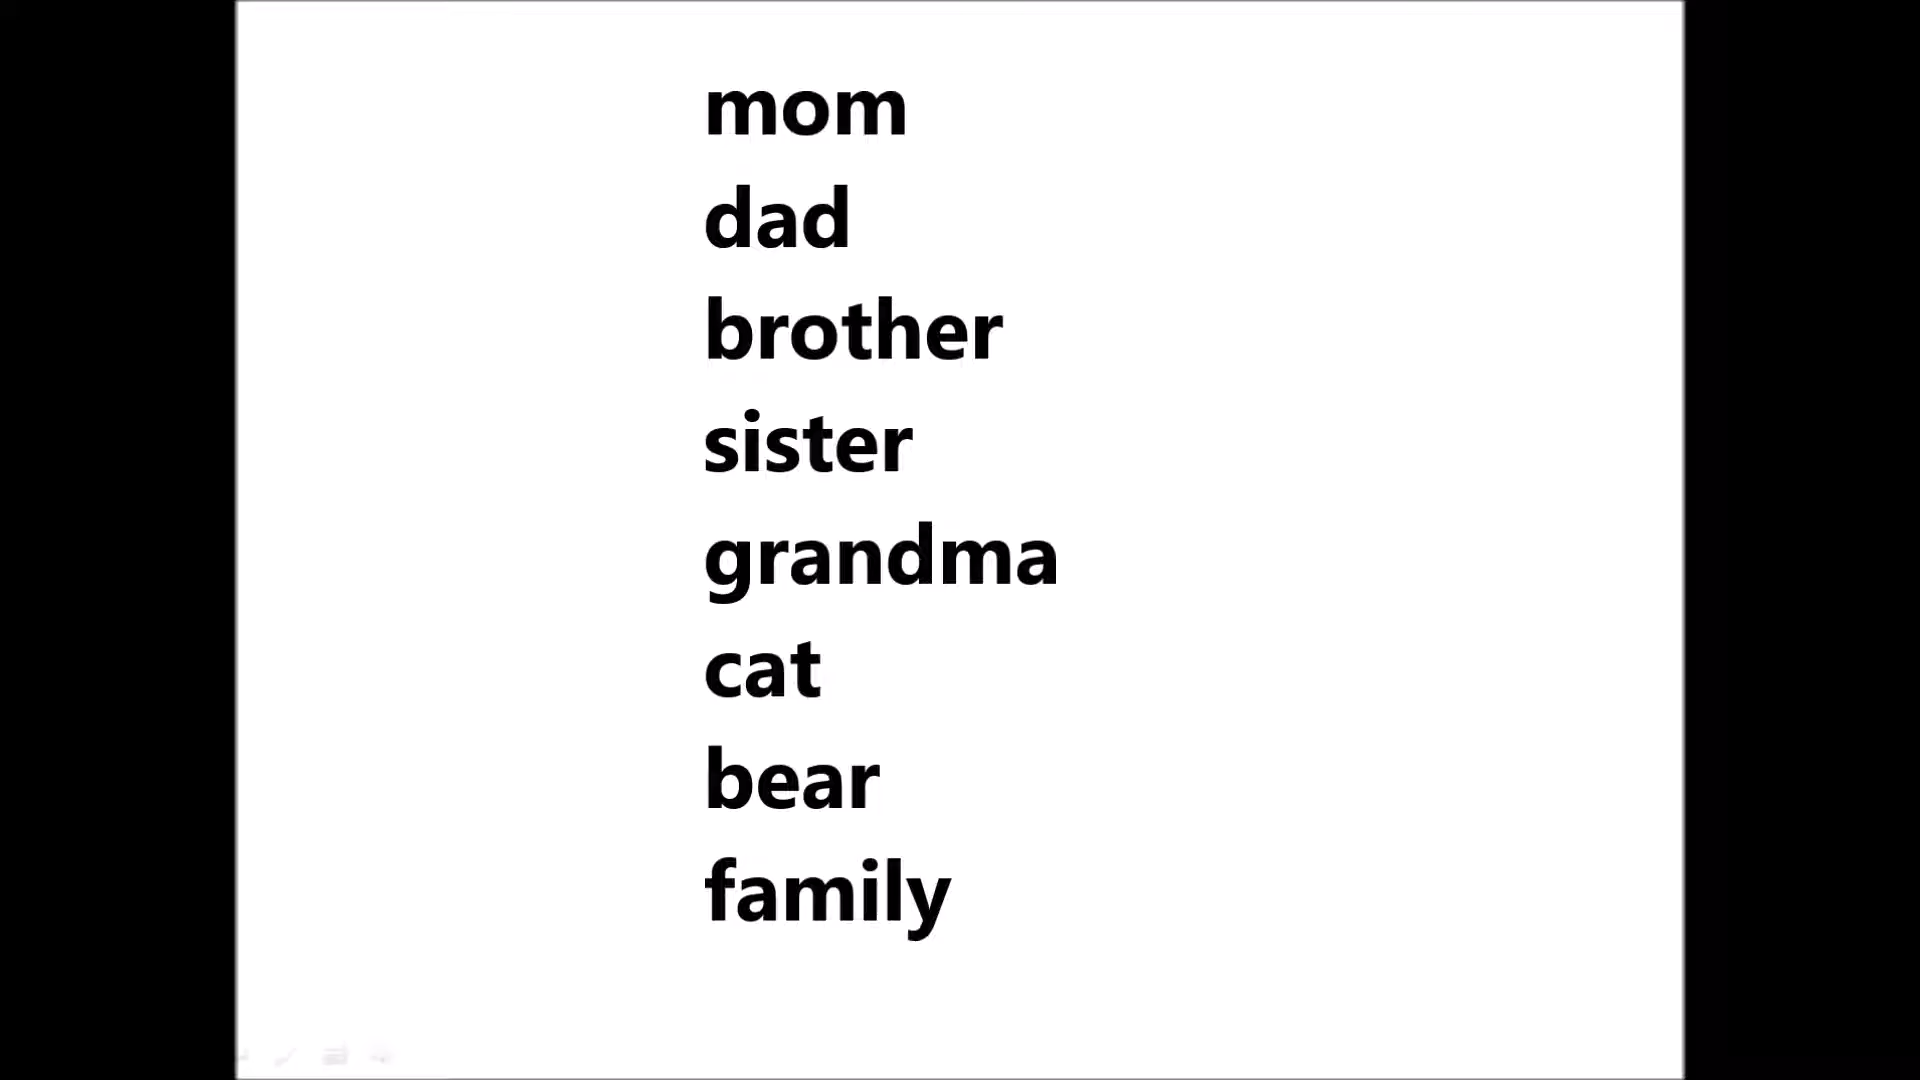 mom
dad
brother
sister
grandma
cat
bear
family